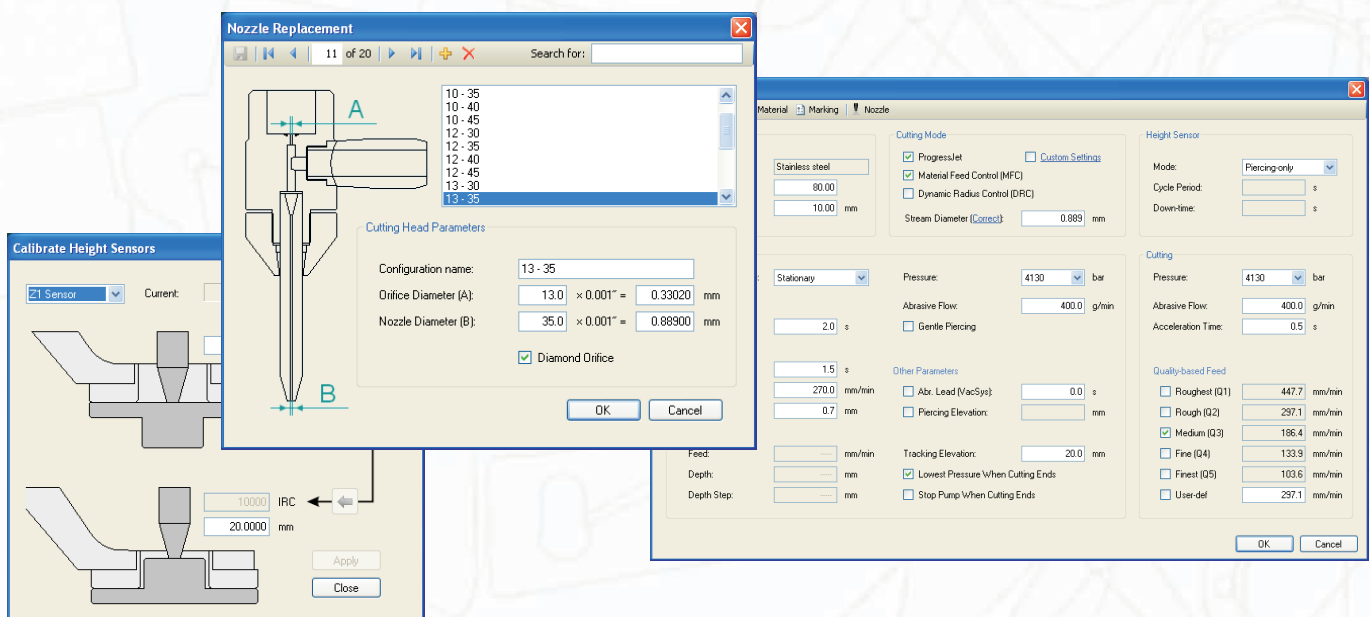 Nozzle Replacement
11 of 20 Search for:
A
10 - 35
10 - 40
10 - 45
12 - 30
12 - 35
12 - 40
12 - 45
13 - 30
13 - 35
Cutting Head Parameters
Configuration name: 13 - 35
Orifice Diameter (A): 13.0 × 0.001" = 0.33020 mm
Nozzle Diameter (B): 35.0 × 0.001" = 0.88900 mm
Diamond Orifice
B
OK Cancel
Calibrate Height Sensors
Z1 Sensor Current:
10000 IRC
20.0000 mm
Apply
Close
Material Marking Nozzle
Stainless steel
80.00
10.00 mm
Cutting Mode
ProgressJet Custom Settings
Material Feed Control (MFC)
Dynamic Radius Control (DRC)
Stream Diameter (Correct): 0.889 mm
Height Sensor
Mode: Piercing-only
Cycle Period: s
Down-time: s
: Stationary
2.0 s
1.5 s
270.0 mm/min
0.7 mm
Feed: --- mm/min
Depth: --- mm
Depth Step: --- mm
Pressure: 4130 bar
Abrasive Flow: 400.0 g/min
Gentle Piercing
Other Parameters
Abr. Lead (VacSys): 0.0 s
Piercing Elevation: mm
Tracking Elevation: 20.0 mm
Lowest Pressure When Cutting Ends
Stop Pump When Cutting Ends
Cutting
Pressure: 4130 bar
Abrasive Flow: 400.0 g/min
Acceleration Time: 0.5 s
Quality-based Feed
Roughest (Q1) 447.7 mm/min
Rough (Q2) 297.1 mm/min
Medium (Q3) 186.4 mm/min
Fine (Q4) 133.9 mm/min
Finest (Q5) 103.6 mm/min
User-def 297.1 mm/min
OK Cancel